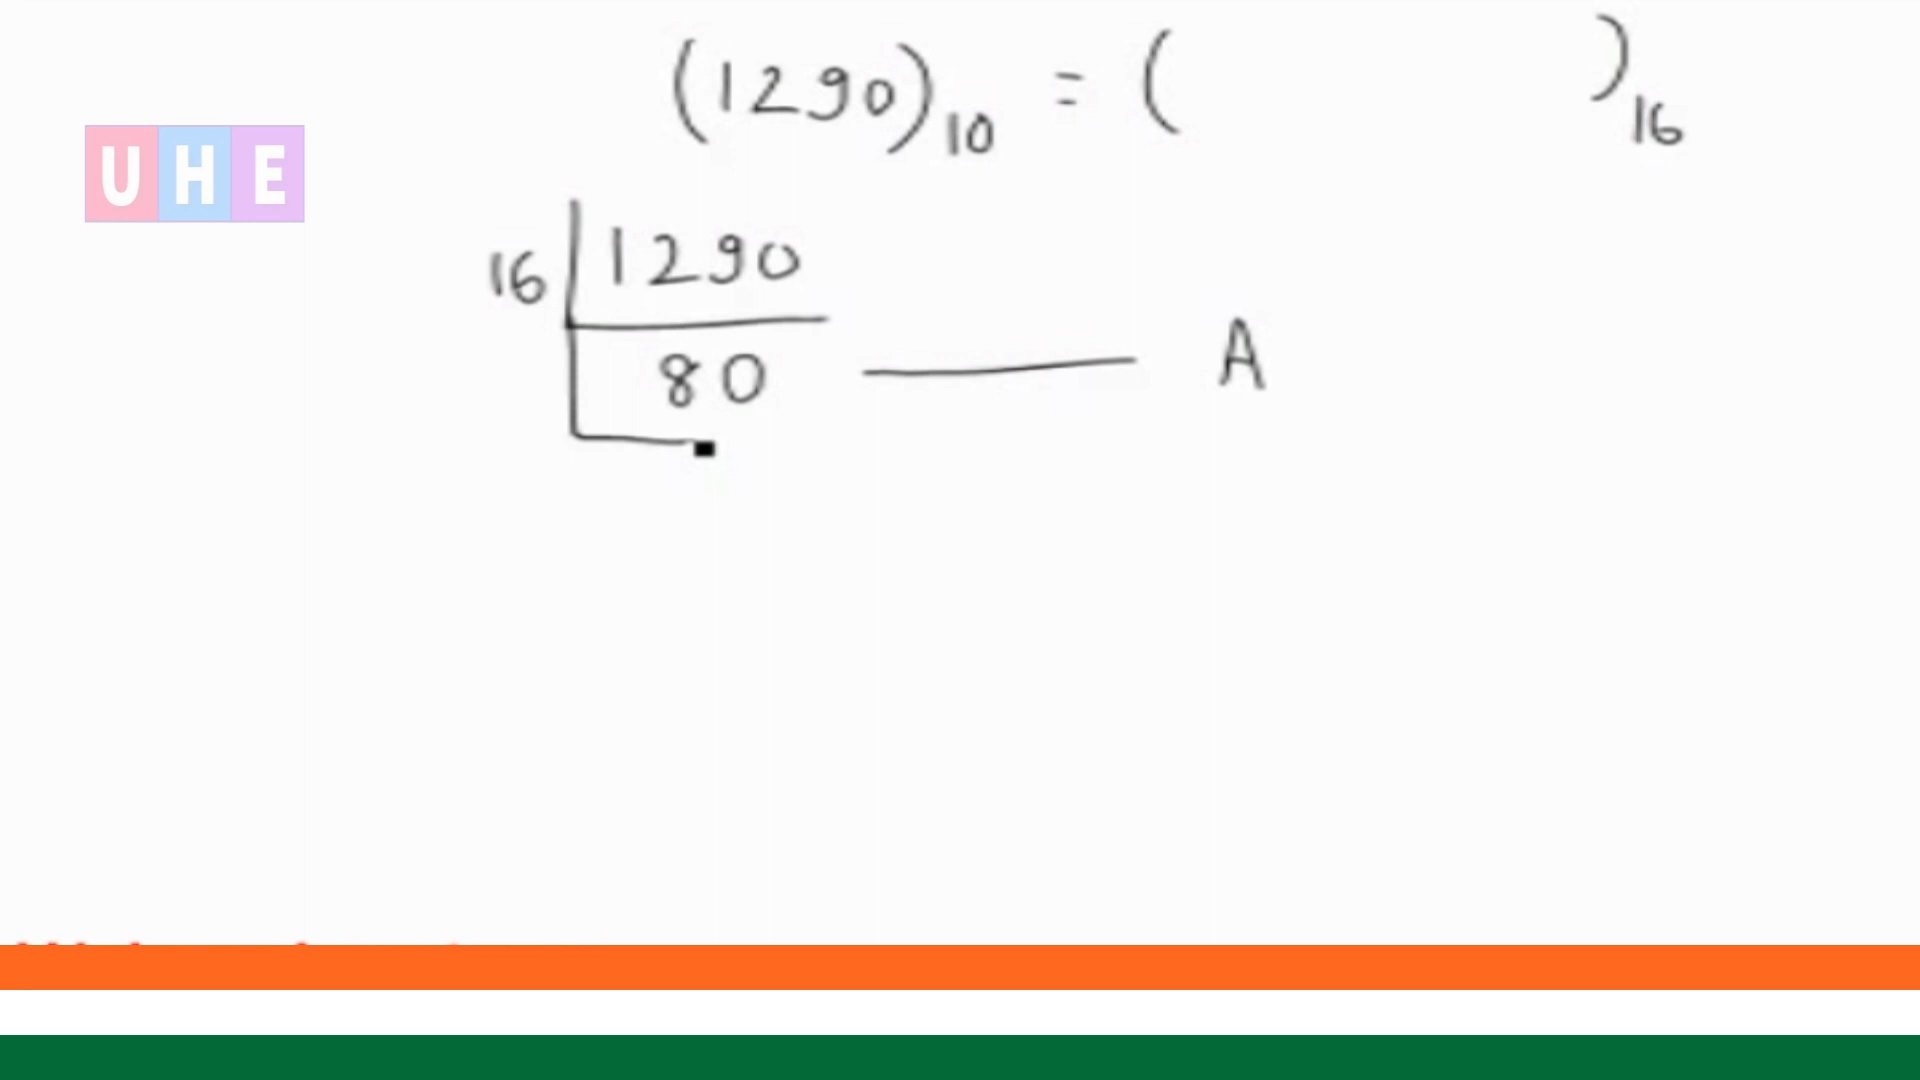 (1290)10 = ( )16
UHE
16 | 1290
80 —— A